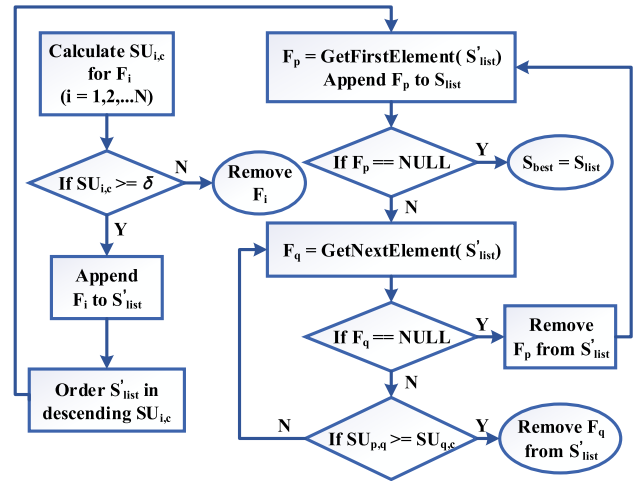 Calculate SUi,c
for Fi
(i = 1,2,...N)
If SUi,c >= δ
N
Remove
Fi
Y
Append
Fi to S'list
Order S'list in
descending SUi,c
Fp = GetFirstElement( S'list)
Append Fp to Slist
If Fp == NULL
Y
Sbest = Slist
N
Fq = GetNextElement( S'list)
If Fq == NULL
Y
Remove
Fp from S'list
N
If SUp,q >= SUq,c
N
Y
Remove Fq
from S'list